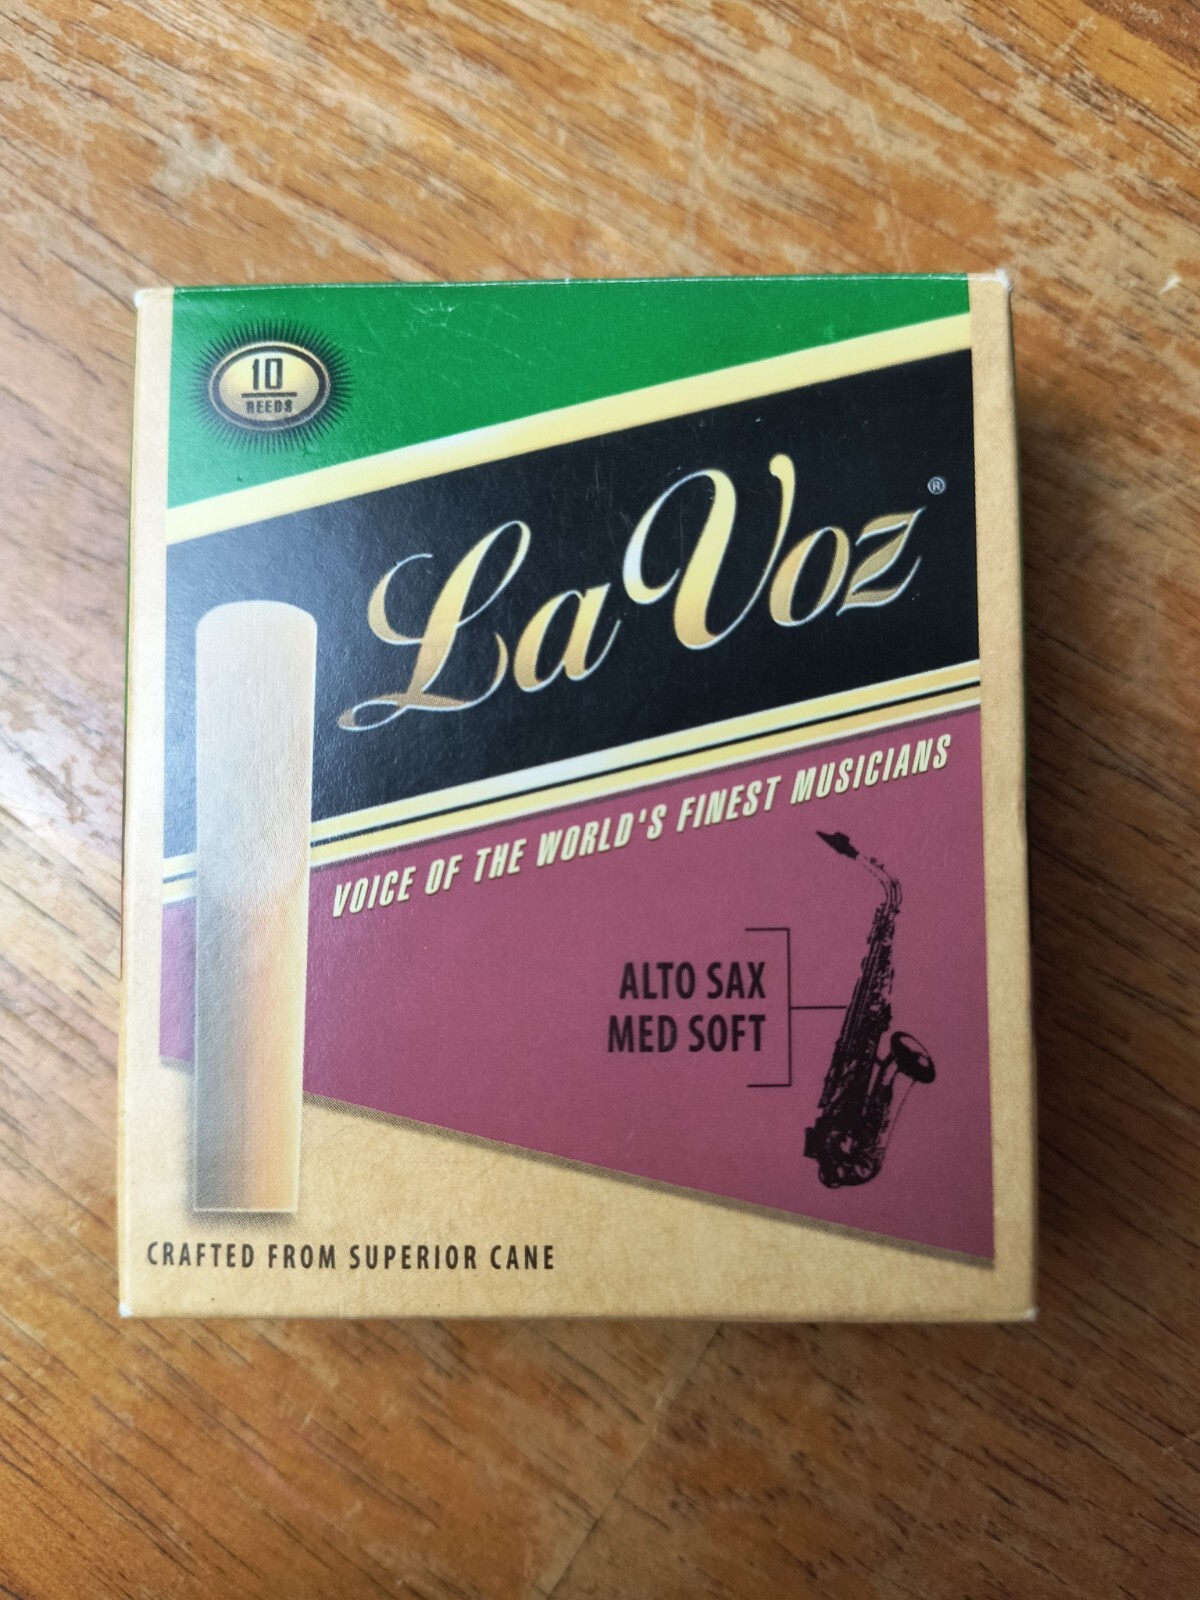 10
REEDS
La Voz®
VOICE OF THE WORLD'S FINEST MUSICIANS
ALTO SAX
MED SOFT
CRAFTED FROM SUPERIOR CANE